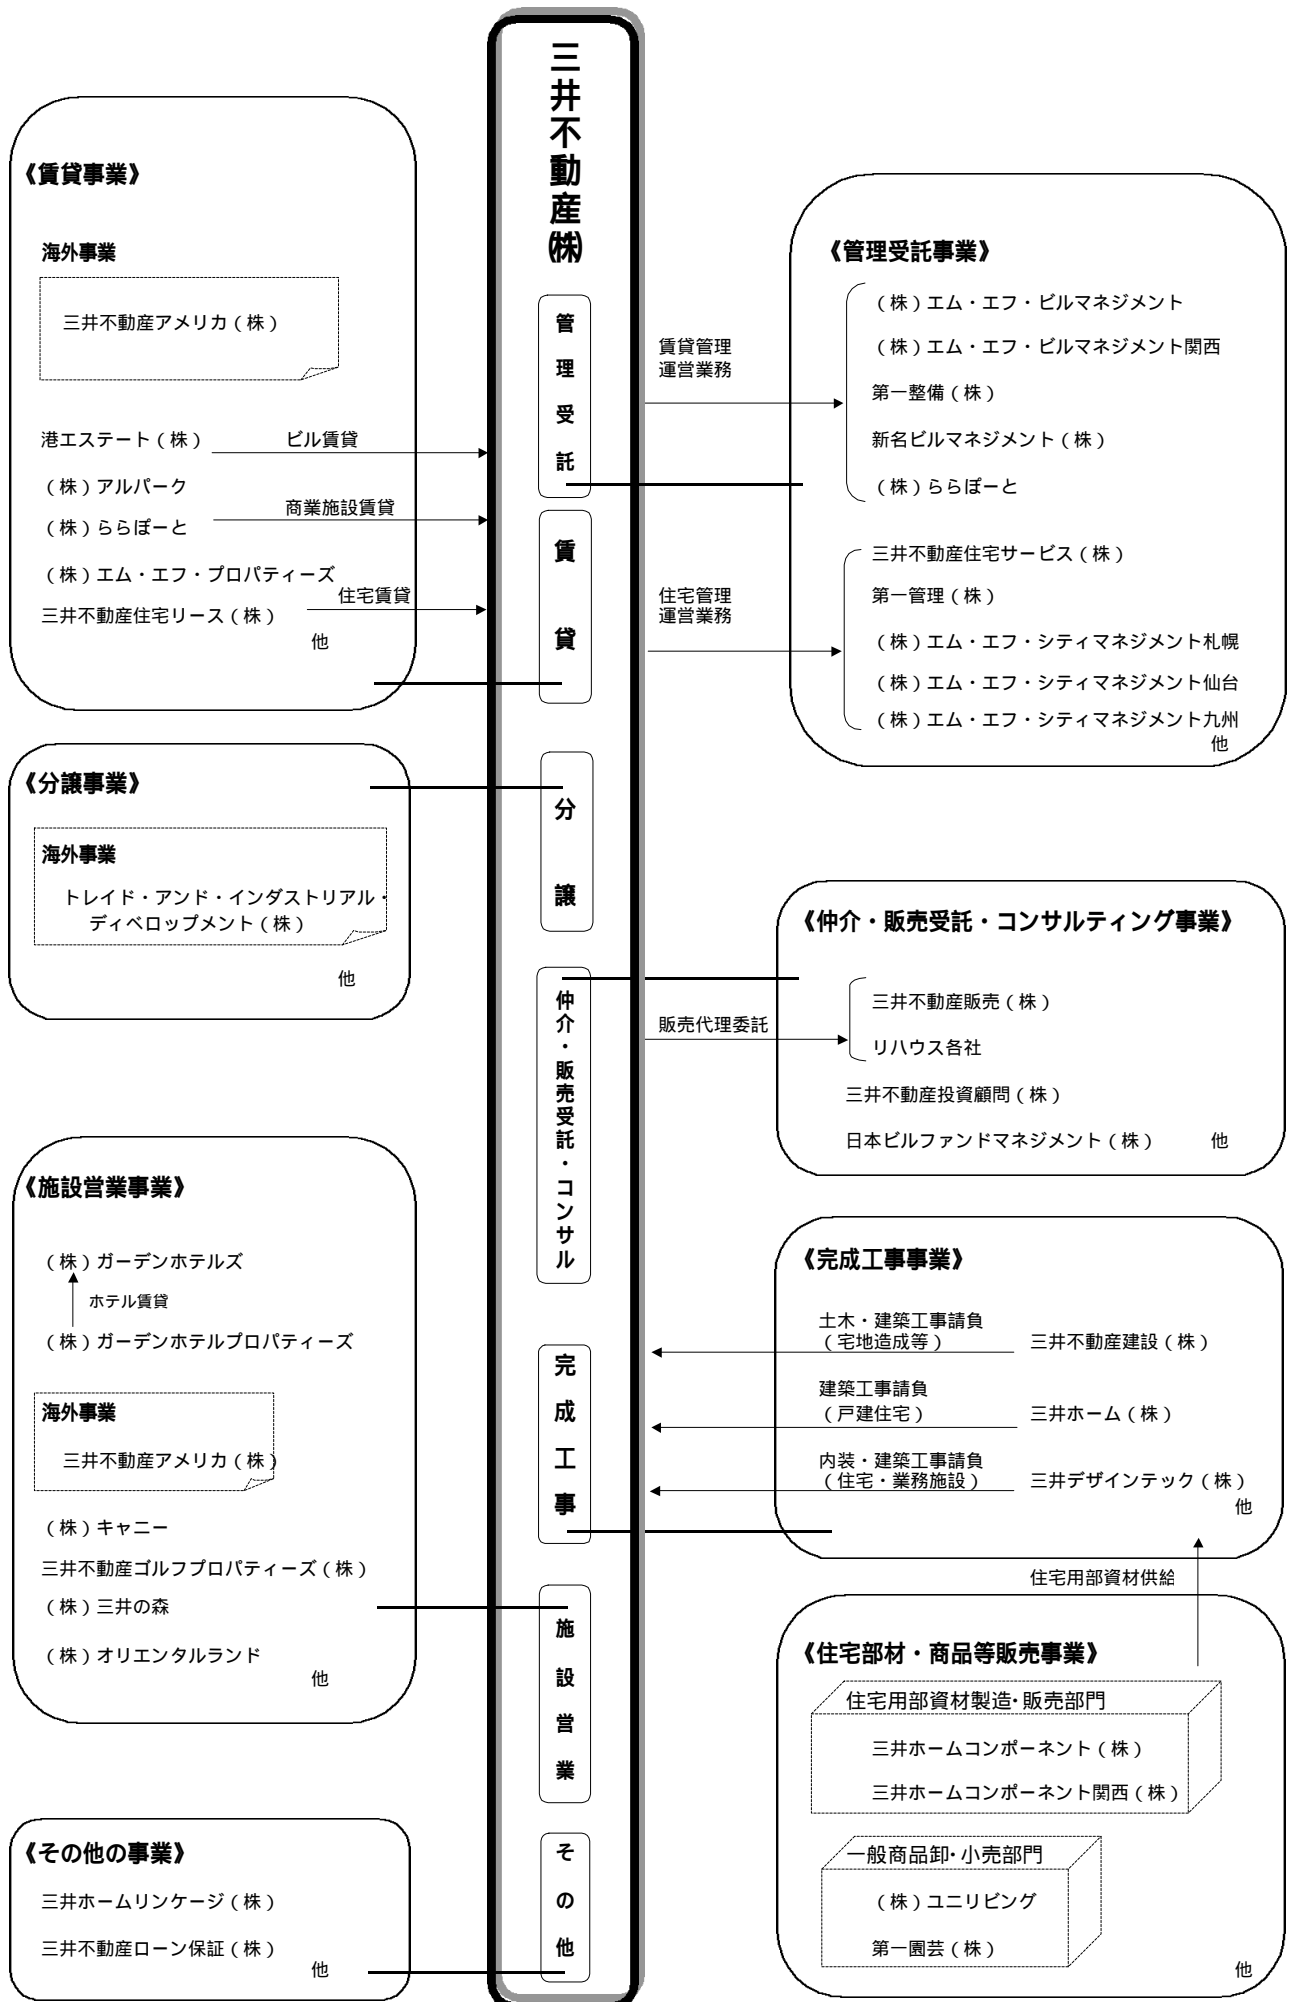 三井不動産㈱
管理受託
賃貸
分譲
仲介・販売受託・コンサル
完成工事
施設営業
その他
《賃貸事業》
海外事業
三井不動産アメリカ（株）
港エステート（株）
ビル賃貸
（株）アルパーク
（株）ららぽーと
商業施設賃貸
（株）エム・エフ・プロパティーズ
三井不動産住宅リース（株）
住宅賃貸
他
《分譲事業》
海外事業
トレイド・アンド・インダストリアル・
ディベロップメント（株）
他
《施設営業事業》
（株）ガーデンホテルズ
ホテル賃貸
（株）ガーデンホテルプロパティーズ
海外事業
三井不動産アメリカ（株）
（株）キャニー
三井不動産ゴルフプロパティーズ（株）
（株）三井の森
（株）オリエンタルランド
他
《その他の事業》
三井ホームリンケージ（株）
三井不動産ローン保証（株）
他
賃貸管理
運営業務
《管理受託事業》
（株）エム・エフ・ビルマネジメント
（株）エム・エフ・ビルマネジメント関西
第一整備（株）
新名ビルマネジメント（株）
（株）ららぽーと
住宅管理
運営業務
三井不動産住宅サービス（株）
第一管理（株）
（株）エム・エフ・シティマネジメント札幌
（株）エム・エフ・シティマネジメント仙台
（株）エム・エフ・シティマネジメント九州
他
《仲介・販売受託・コンサルティング事業》
販売代理委託
三井不動産販売（株）
リハウス各社
三井不動産投資顧問（株）
日本ビルファンドマネジメント（株） 他
《完成工事事業》
土木・建築工事請負
（宅地造成等）
三井不動産建設（株）
建築工事請負
（戸建住宅）
三井ホーム（株）
内装・建築工事請負
（住宅・業務施設）
三井デザインテック（株）
他
住宅用部資材供給
《住宅部材・商品等販売事業》
住宅用部資材製造・販売部門
三井ホームコンポーネント（株）
三井ホームコンポーネント関西（株）
一般商品卸・小売部門
（株）ユニリビング
第一園芸（株）
他